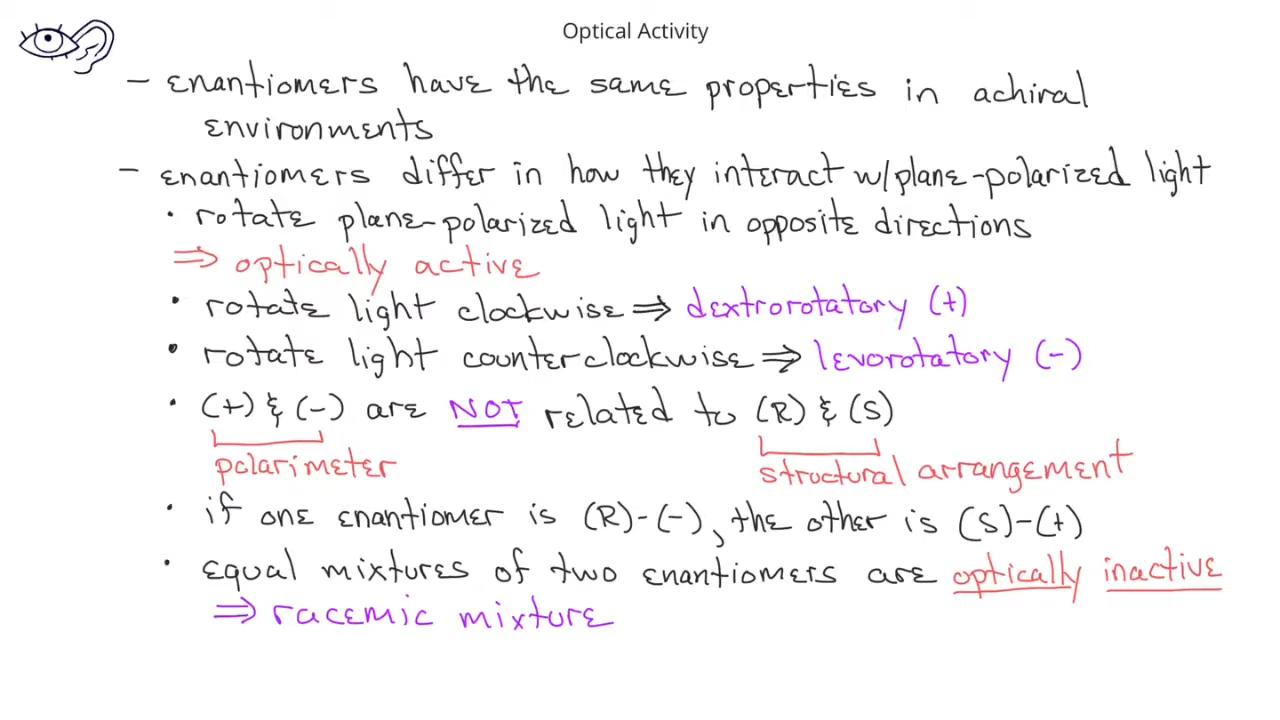 Optical Activity
- enantiomers have the same properties in achiral
environments
- enantiomers differ in how they interact w/plane-polarized light
• rotate plane-polarized light in opposite directions
⇒ optically active
• rotate light clockwise ⇒ dextrorotatory (+)
• rotate light counterclockwise ⇒ levorotatory (-)
• (+) & (-) are NOT related to (R) & (S)
polarimeter structural arrangement
• if one enantiomer is (R)-(-), the other is (S)-(+)
• equal mixtures of two enantiomers are optically inactive
⇒ racemic mixture